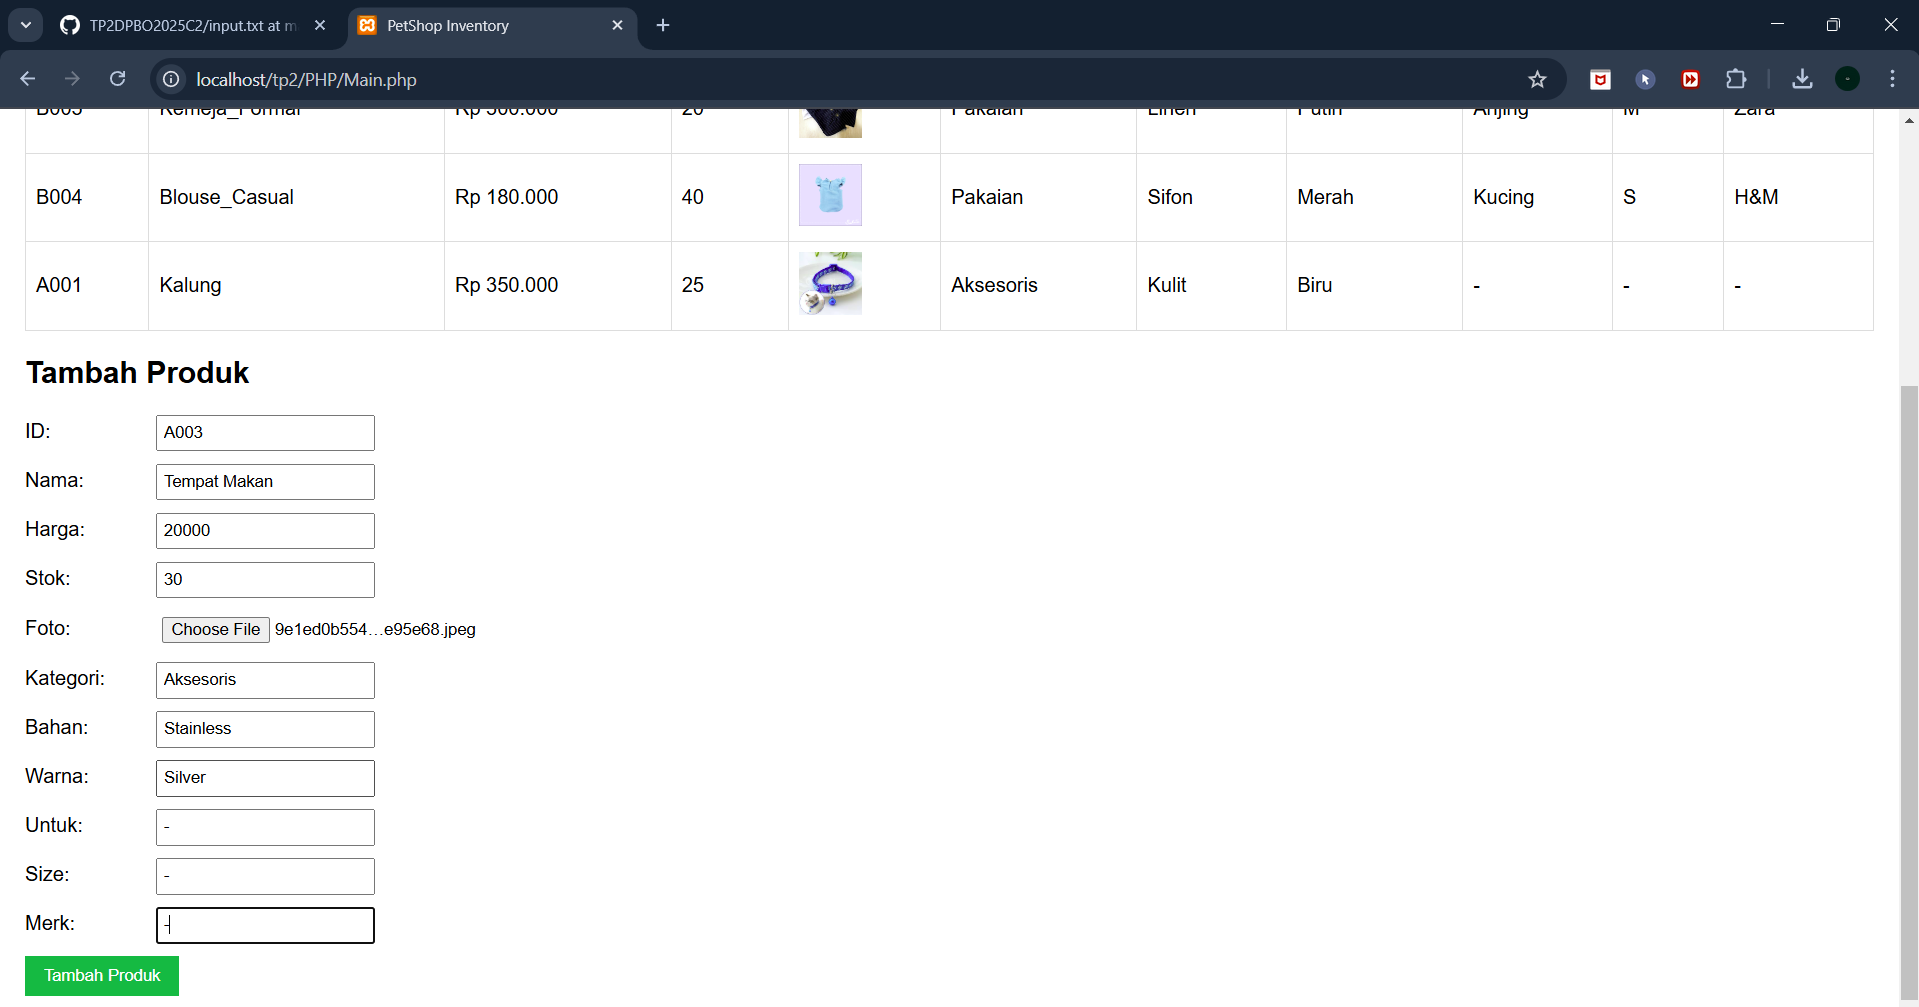 TP2DPBO2025C2/input.txt at m
PetShop Inventory
localhost/tp2/PHP/Main.php
B003 Kemeja_Formal Rp 300.000 20 Pakaian Linen Putih Anjing M Zara
B004 Blouse_Casual Rp 180.000 40 Pakaian Sifon Merah Kucing S H&M
A001 Kalung Rp 350.000 25 Aksesoris Kulit Biru - - -
Tambah Produk
ID: A003
Nama: Tempat Makan
Harga: 20000
Stok: 30
Foto: Choose File 9e1ed0b554…e95e68.jpeg
Kategori: Aksesoris
Bahan: Stainless
Warna: Silver
Untuk: -
Size: -
Merk: -
Tambah Produk